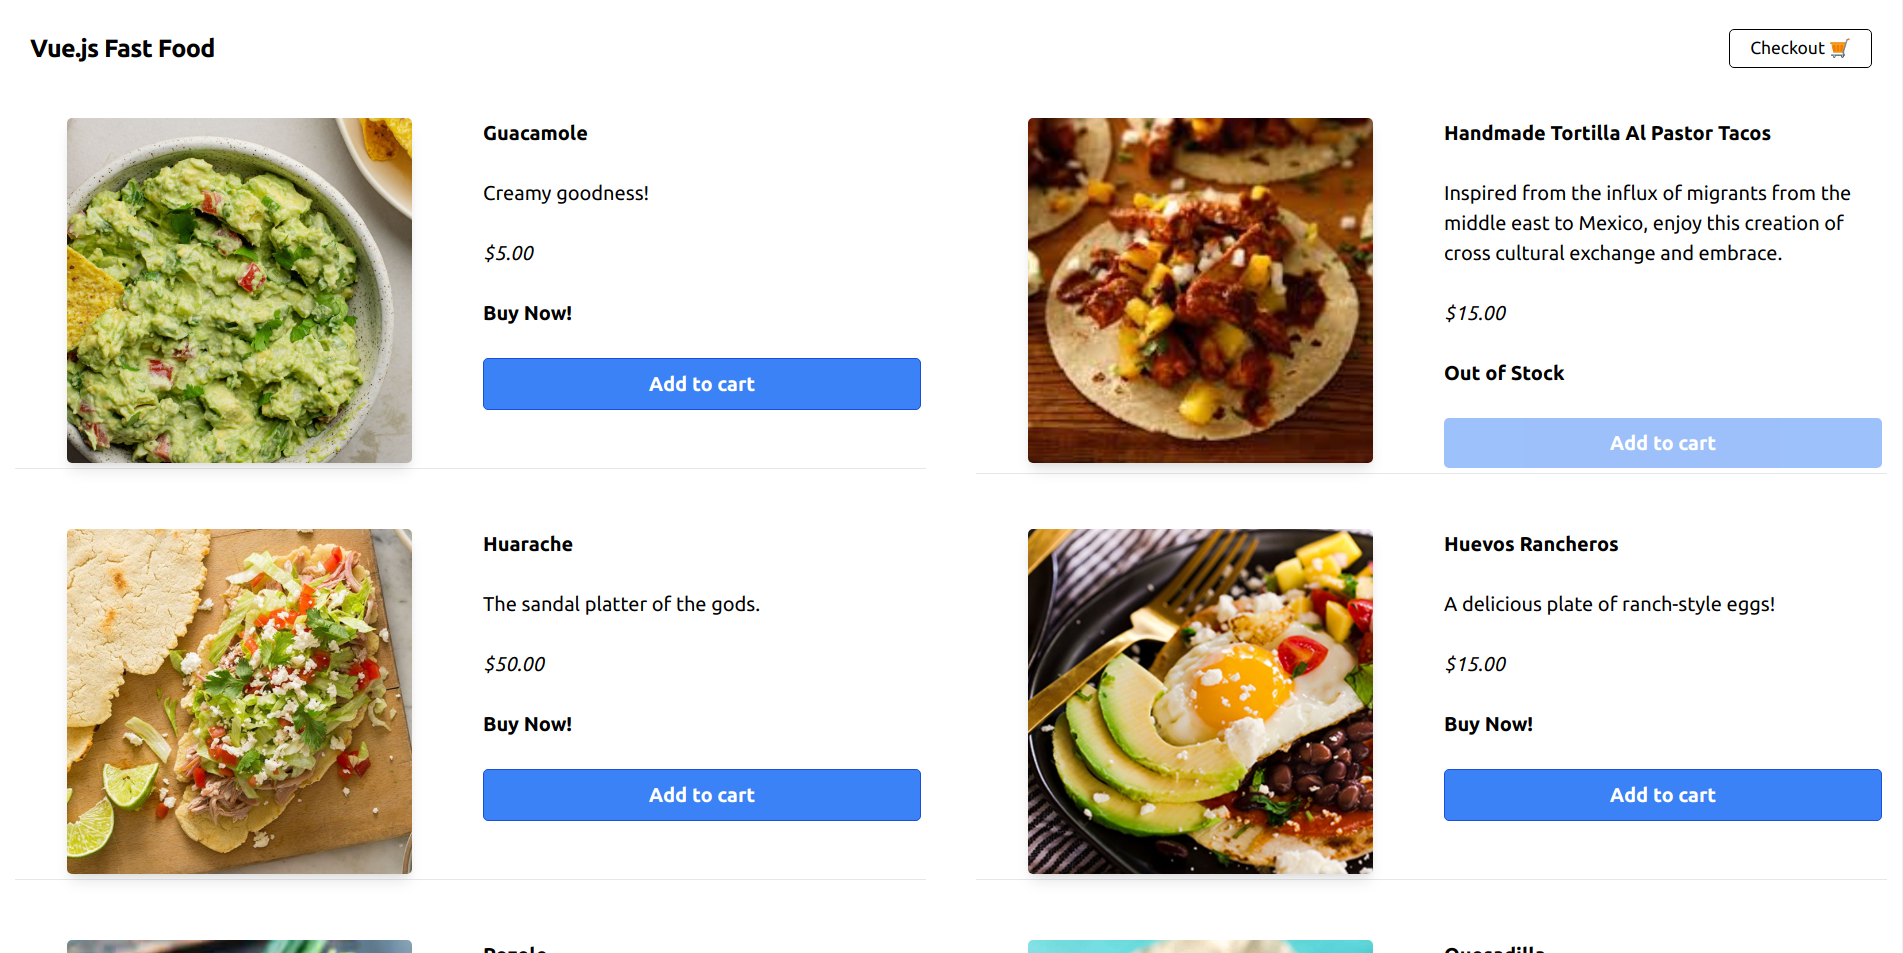 Vue.js Fast Food
Checkout
Guacamole
Creamy goodness!
$5.00
Buy Now!
Add to cart
Handmade Tortilla Al Pastor Tacos
Inspired from the influx of migrants from the
middle east to Mexico, enjoy this creation of
cross cultural exchange and embrace.
$15.00
Out of Stock
Add to cart
Huarache
The sandal platter of the gods.
$50.00
Buy Now!
Add to cart
Huevos Rancheros
A delicious plate of ranch-style eggs!
$15.00
Buy Now!
Add to cart